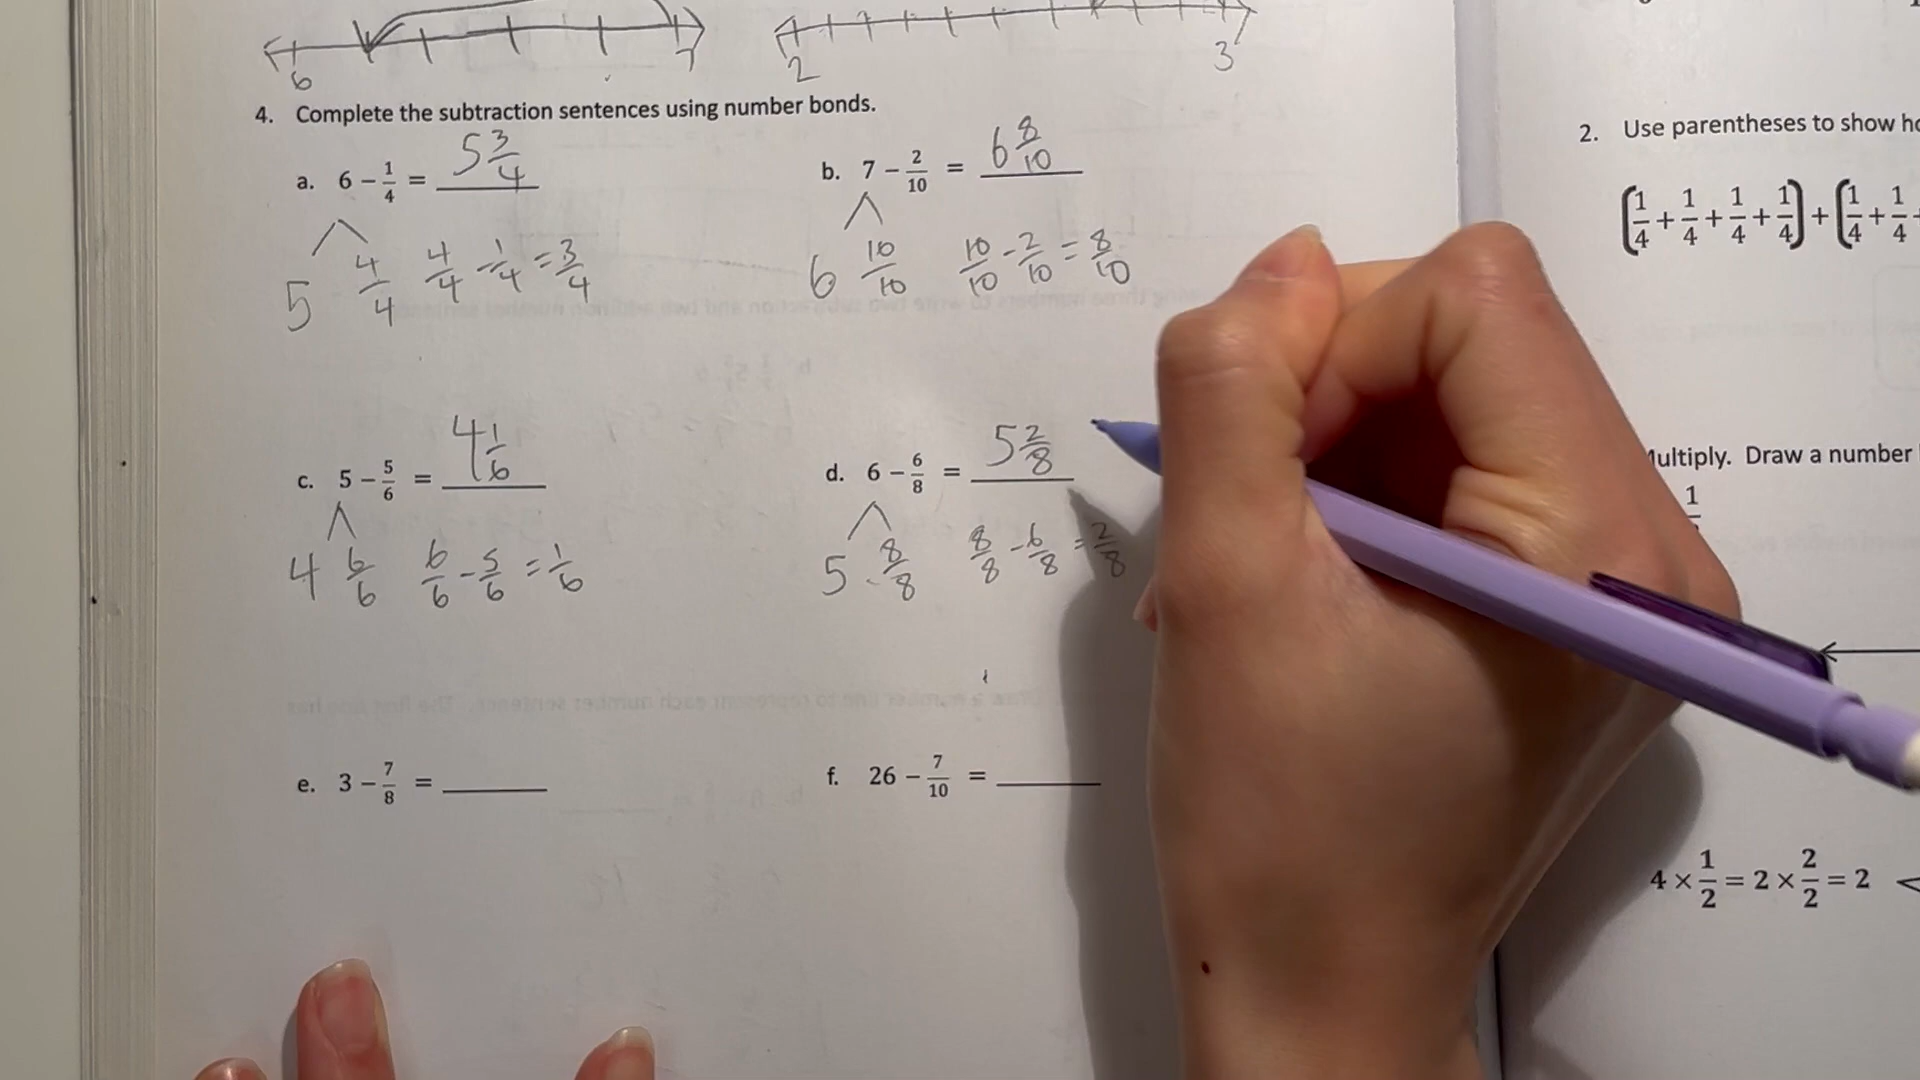 6 7
2 3
4. Complete the subtraction sentences using number bonds.
a. 6 - 1/4 = 5 3/4
5 4/4 4/4 - 1/4 = 3/4
b. 7 - 2/10 = 6 8/10
6 10/10 10/10 - 2/10 = 8/10
c. 5 - 5/6 = 4 1/6
4 6/6 6/6 - 5/6 = 1/6
d. 6 - 6/8 = 5 2/8
5 8/8 8/8 - 6/8 = 2/8
e. 3 - 7/8 = ______
f. 26 - 7/10 = ______
2. Use parentheses to show
(1/4 + 1/4 + 1/4 + 1/4) + (1/4 + 1/4 +
Draw a number
1
4 × 1/2 = 2 × 2/2 = 2